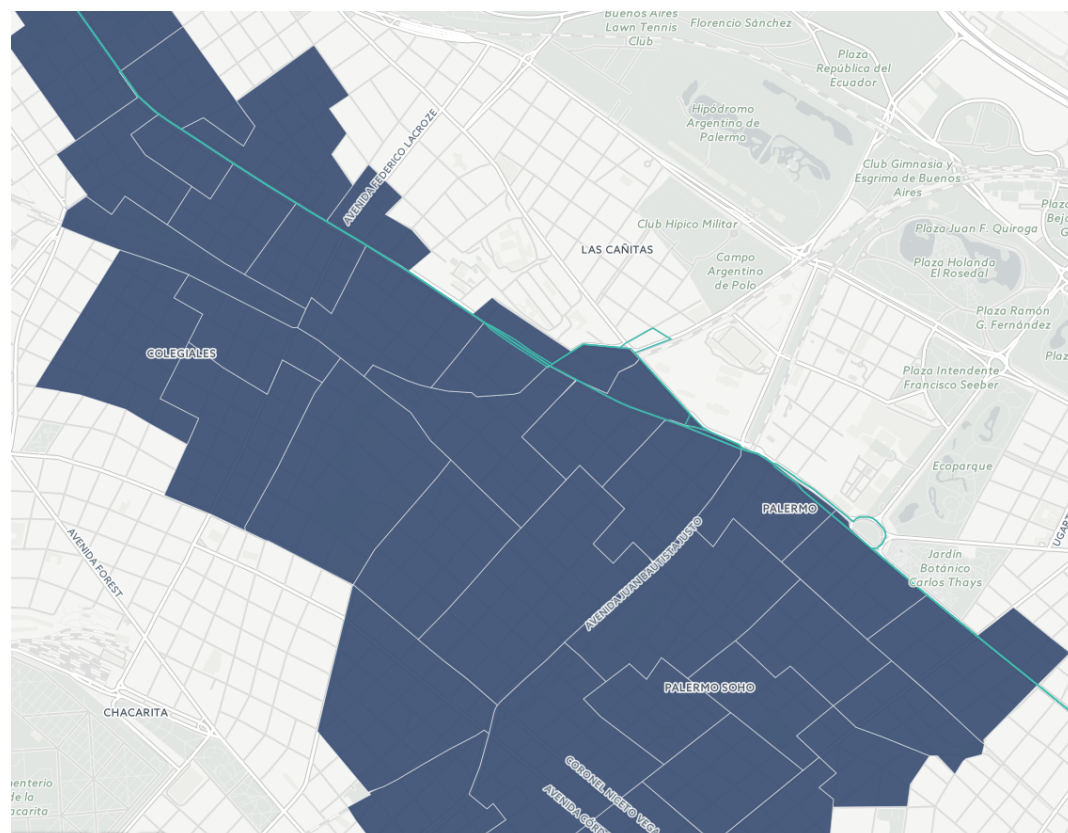 Buenos Aires
Lawn Tennis
Club
Florencio Sánchez
Plaza
República del
Ecuador
Hipódromo
Argentino de
Palermo
AVENIDA FEDERICO LACROZE
Club Gimnasia y
Esgrima de Buenos
Aires
Club Hípico Militar
Plaza Juan F. Quiroga
LAS CAÑITAS
Campo
Argentino
de Polo
Plaza Holanda
El Rosedal
Plaza Ramón
G. Fernández
COLEGIALES
Plaza Intendente
Francisco Seeber
Ecoparque
PALERMO
AVENIDA FOREST
AVENIDA JUAN BAUTISTA JUSTO
Jardín
Botánico
Carlos Thays
PALERMO SOHO
CHACARITA
CORONEL NICETO VEGA